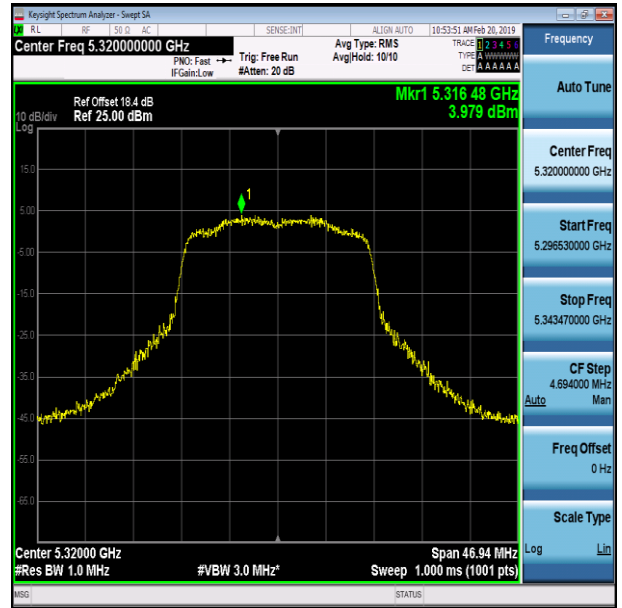 Keysight Spectrum Analyzer - Swept SA
LXI RL RF 50 Ω AC SENSE:INT ALIGN AUTO 10:53:51 AM Feb 20, 2019
Center Freq 5.320000000 GHz
PNO: Fast
IFGain:Low
Trig: Free Run
#Atten: 20 dB
Avg Type: RMS
Avg|Hold: 10/10
TRACE 1 2 3 4 5 6
TYPE A WWWWW
DET A A A A A A
Mkr1 5.316 48 GHz
3.979 dBm
Ref Offset 18.4 dB
10 dB/div Ref 25.00 dBm
Log
15.0
5.00
-5.00
-15.0
-25.0
-35.0
-45.0
-55.0
-65.0
1
Center 5.32000 GHz Span 46.94 MHz
#Res BW 1.0 MHz #VBW 3.0 MHz* Sweep 1.000 ms (1001 pts)
MSG STATUS
Frequency
Auto Tune
Center Freq
5.320000000 GHz
Start Freq
5.296530000 GHz
Stop Freq
5.343470000 GHz
CF Step
4.694000 MHz
Auto Man
Freq Offset
0 Hz
Scale Type
Log Lin